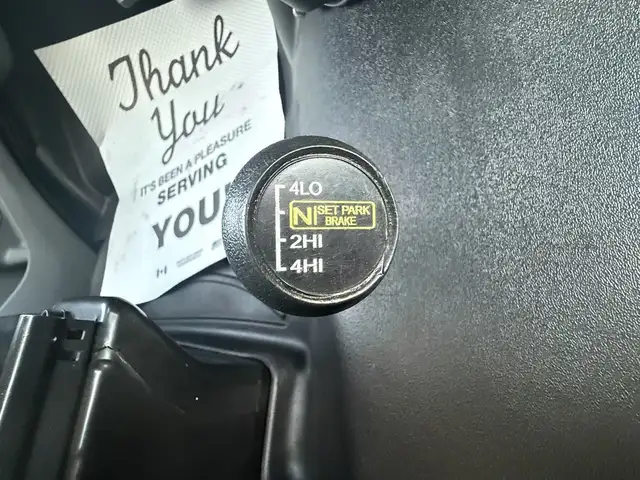 Thank
You
IT'S BEEN A PLEASURE
SERVING
YOU!
4LO
N SET PARK
BRAKE
2HI
4HI